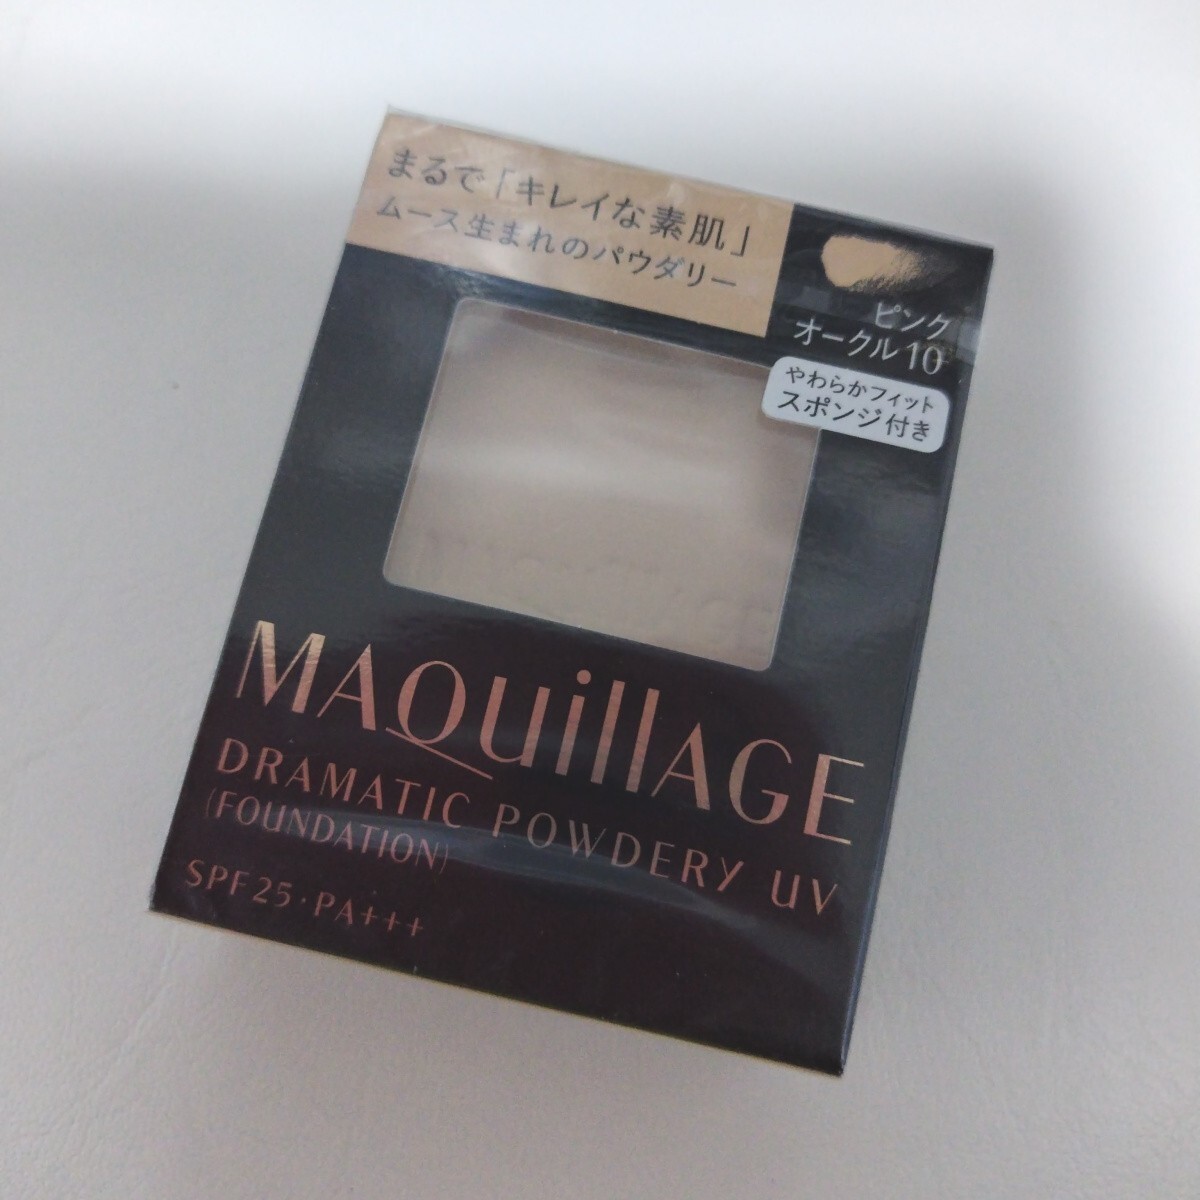 まるで「キレイな素肌」
ムース生まれのパウダリー
ピンク
オークル10
やわらかフィット
スポンジ付き
MAQuillAGE
DRAMATIC POWDERY UV
(FOUNDATION)
SPF25・PA+++